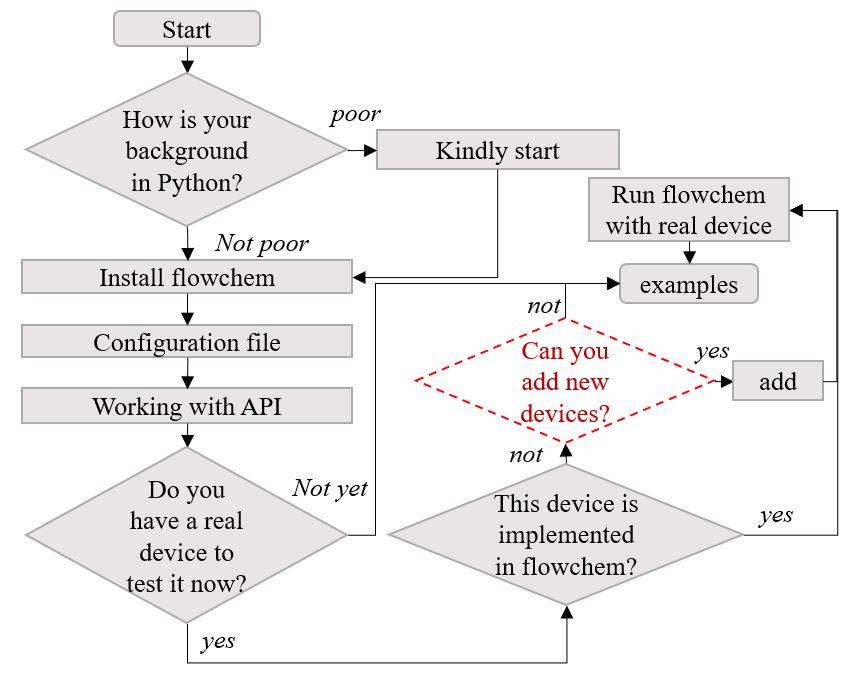 Start
How is your
background
in Python?
poor
Kindly start
Not poor
Install flowchem
Configuration file
Working with API
Do you
have a real
device to
test it now?
Not yet
yes
Run flowchem
with real device
examples
not
Can you
add new
devices?
yes
add
not
This device is
implemented
in flowchem?
yes